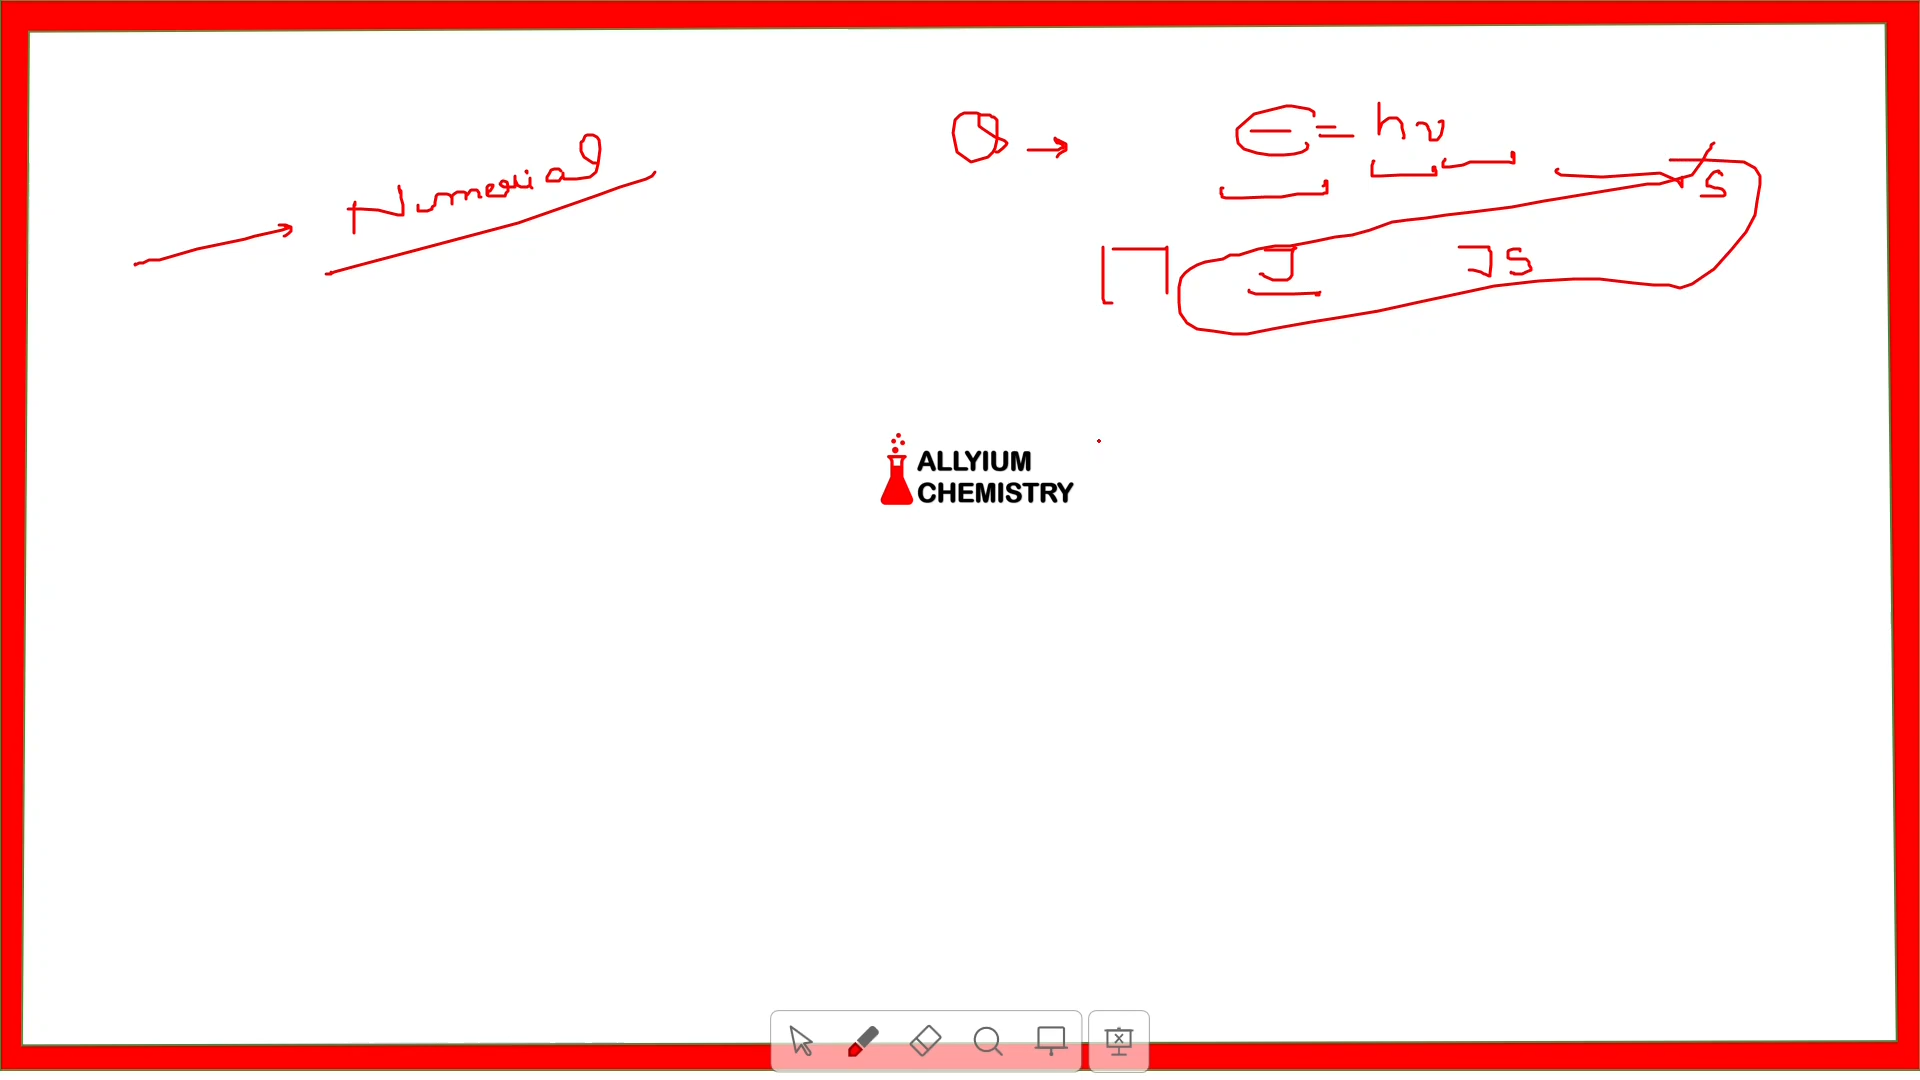 Numerical
Q → E = hν
s
J Js
ALLYIUM
CHEMISTRY